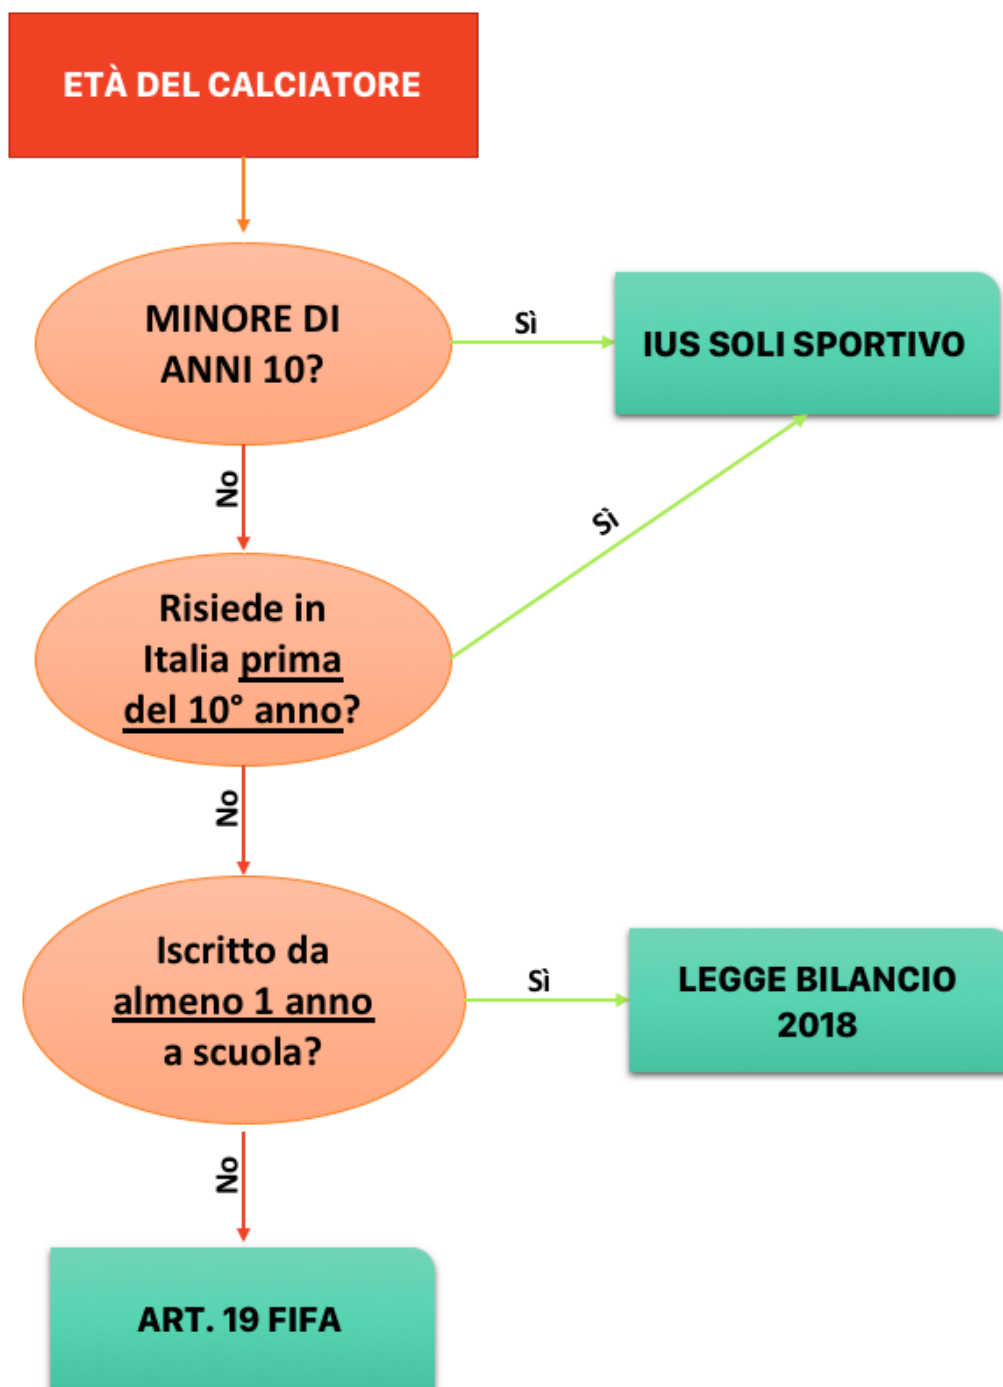 ETÀ DEL CALCIATORE
MINORE DI
ANNI 10?
Sì
IUS SOLI SPORTIVO
No
Sì
Risiede in
Italia prima
del 10° anno?
No
Iscritto da
almeno 1 anno
a scuola?
Sì
LEGGE BILANCIO
2018
No
ART. 19 FIFA